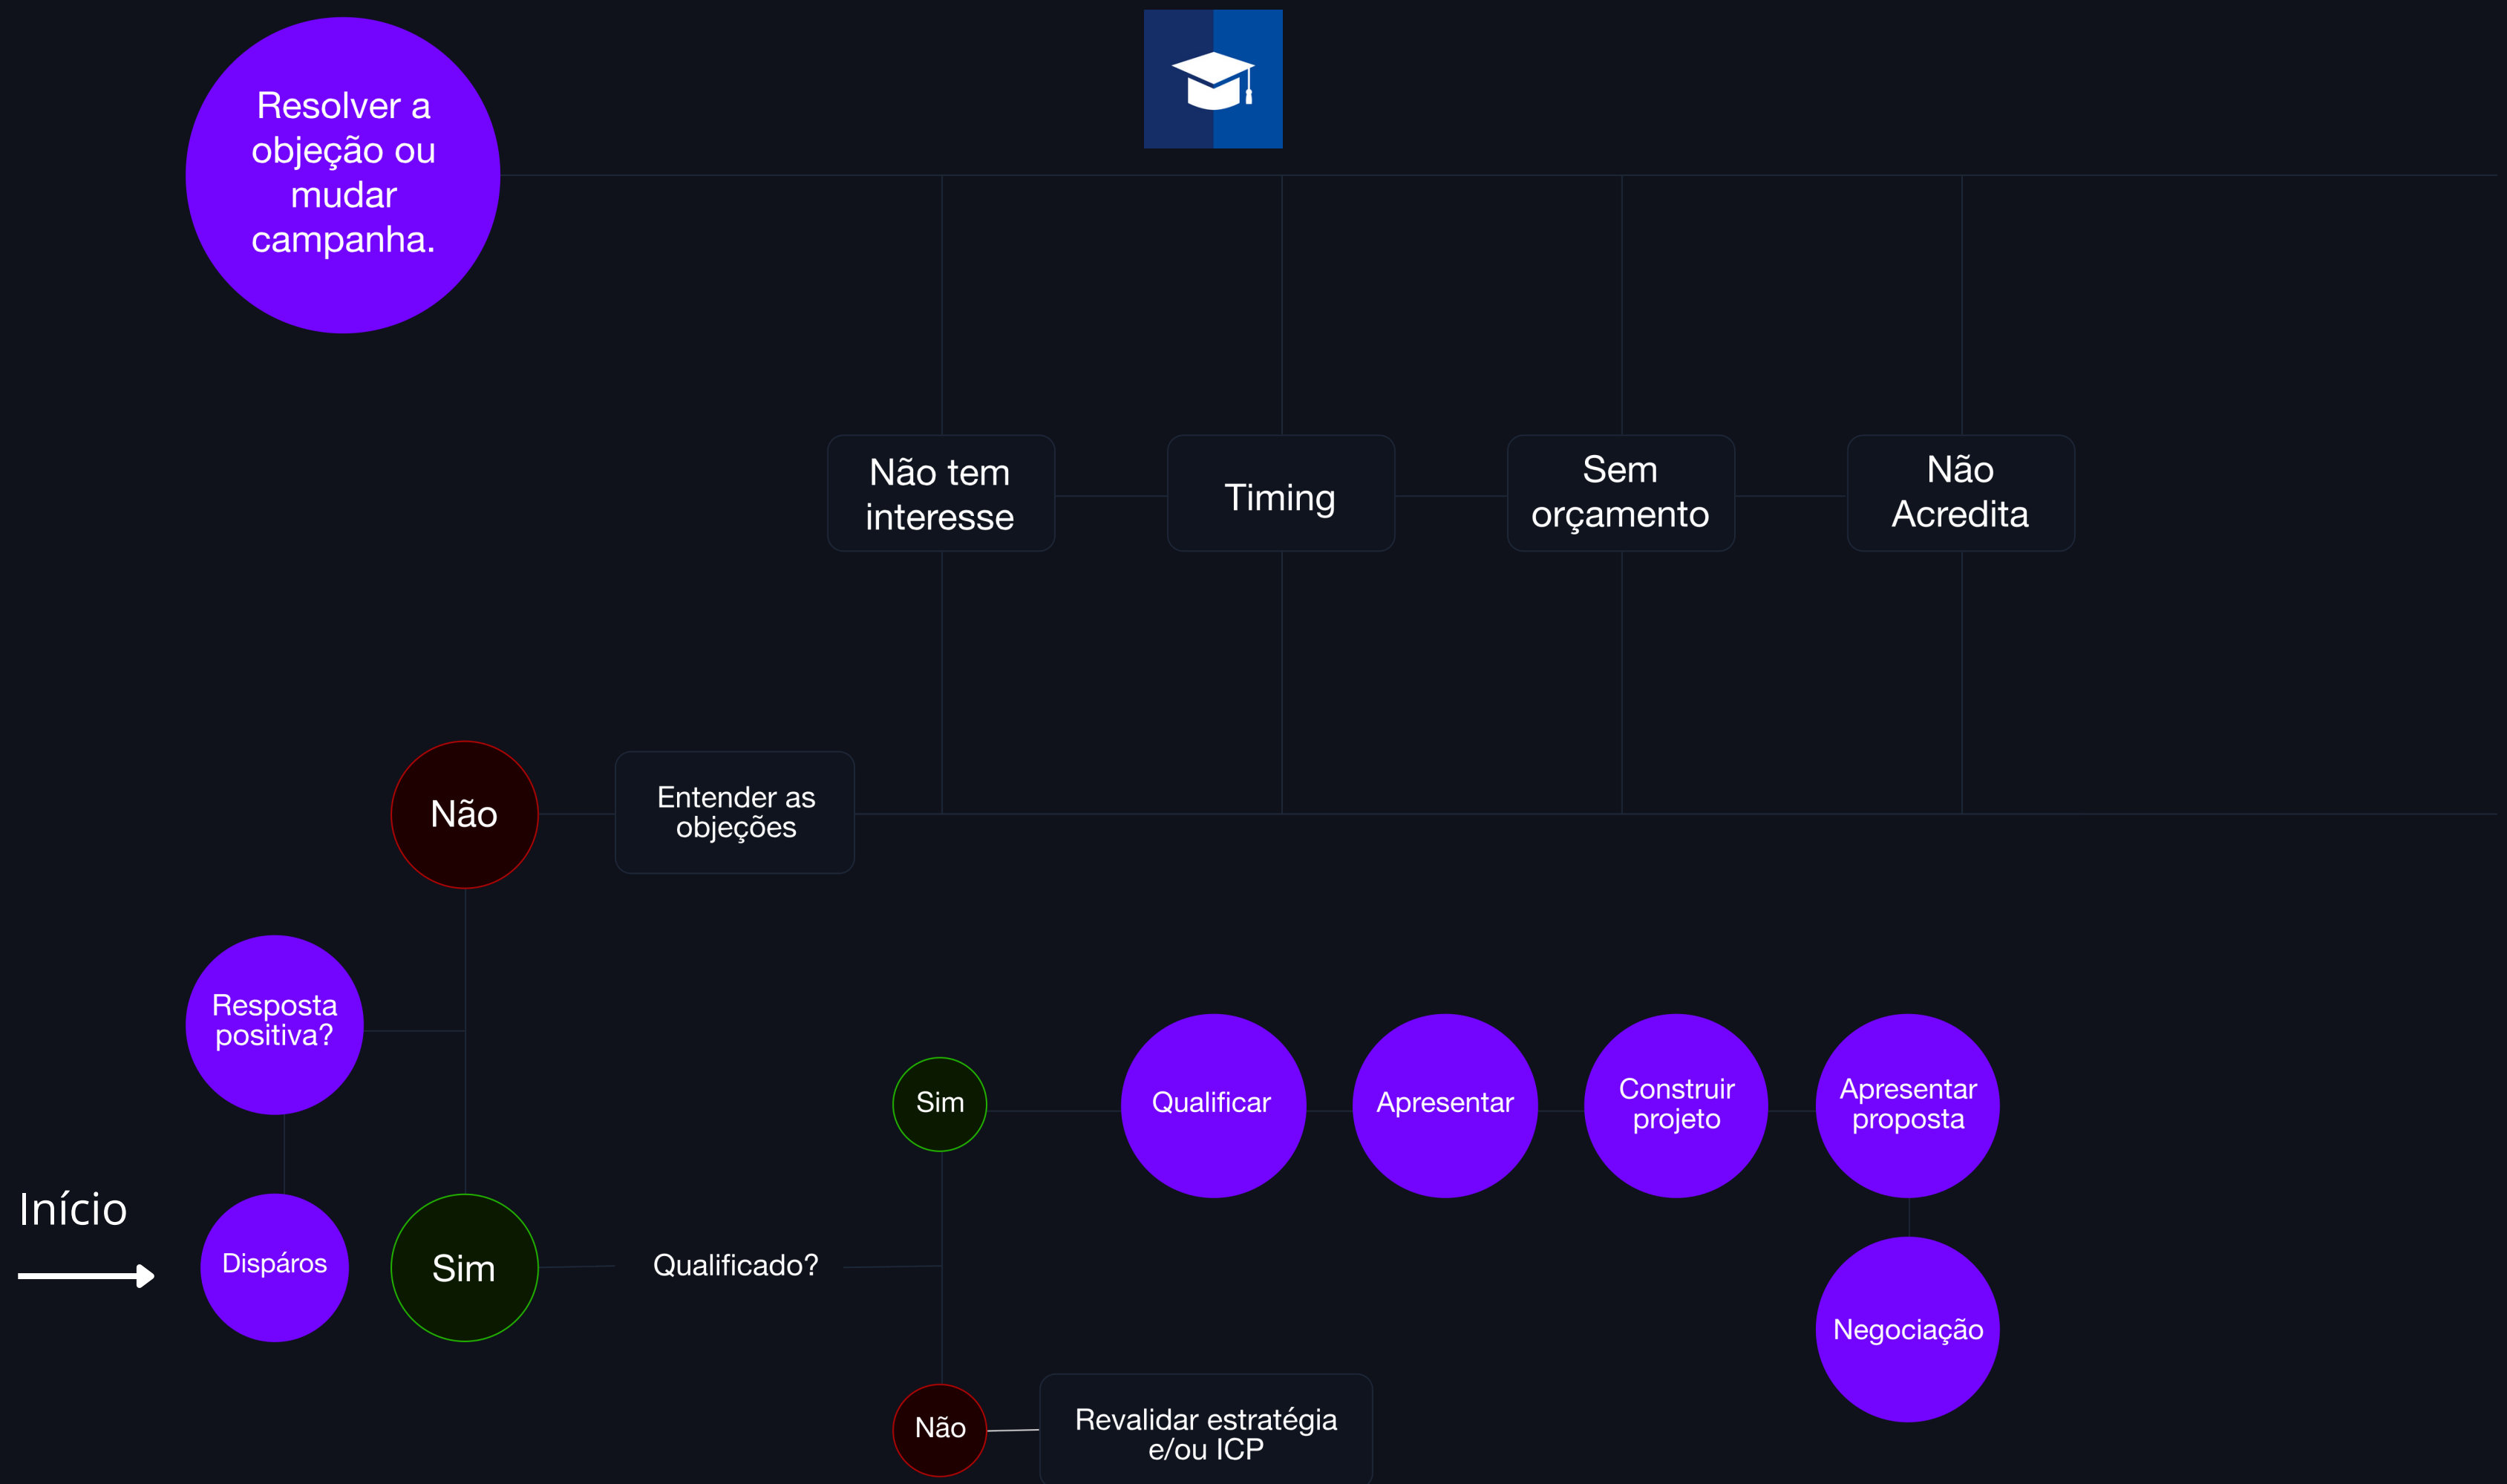 Resolver a
objeção ou
mudar
campanha.
Não tem
interesse
Timing
Sem
orçamento
Não
Acredita
Não
Entender as
objeções
Resposta
positiva?
Sim
Qualificar
Apresentar
Construir
projeto
Apresentar
proposta
Início
Dispáros
Sim
Qualificado?
Negociação
Não
Revalidar estratégia
e/ou ICP